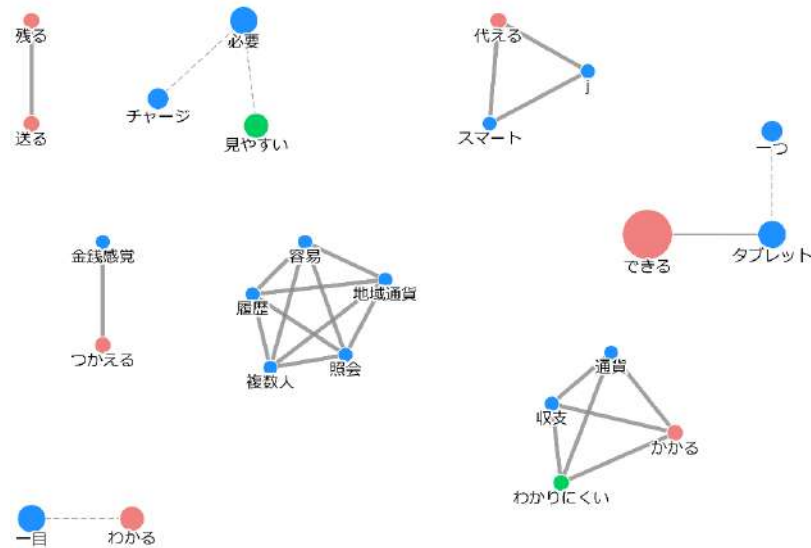 残る
必要
代える
j
チャージ
送る
見やすい
スマート
一つ
金銭感覚
容易
できる
タブレット
地域通貨
履歴
つかえる
複数人
照会
通貨
収支
かかる
わかりにくい
一目
わかる